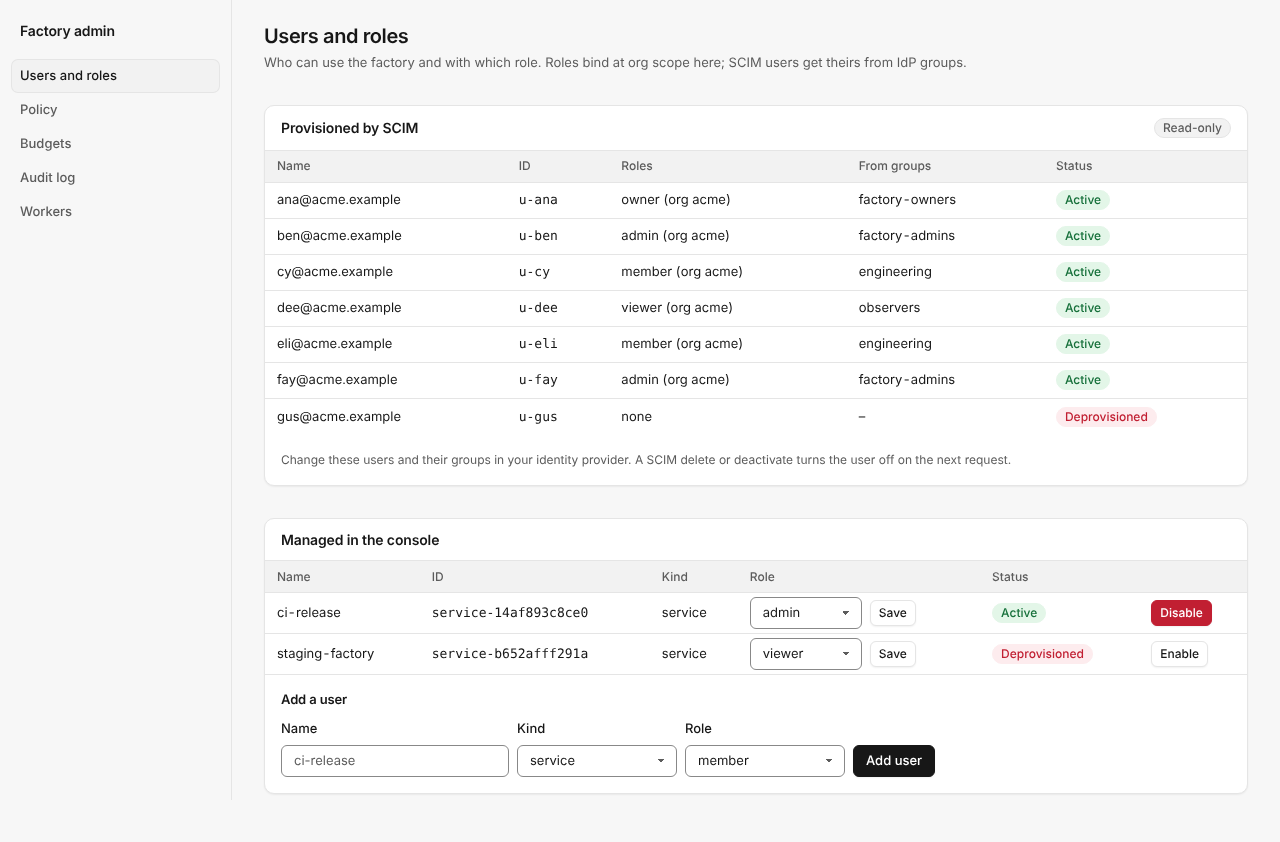 Factory admin
Users and roles
Policy
Budgets
Audit log
Workers
Users and roles
Who can use the factory and with which role. Roles bind at org scope here; SCIM users get theirs from IdP groups.
Provisioned by SCIM
Read-only
Name ID Roles From groups Status
ana@acme.example u-ana owner (org acme) factory-owners Active
ben@acme.example u-ben admin (org acme) factory-admins Active
cy@acme.example u-cy member (org acme) engineering Active
dee@acme.example u-dee viewer (org acme) observers Active
eli@acme.example u-eli member (org acme) engineering Active
fay@acme.example u-fay admin (org acme) factory-admins Active
gus@acme.example u-gus none – Deprovisioned
Change these users and their groups in your identity provider. A SCIM delete or deactivate turns the user off on the next request.
Managed in the console
Name ID Kind Role Status
ci-release service-14af893c8ce0 service admin Save Active Disable
staging-factory service-b652afff291a service viewer Save Deprovisioned Enable
Add a user
Name Kind Role
ci-release service member Add user